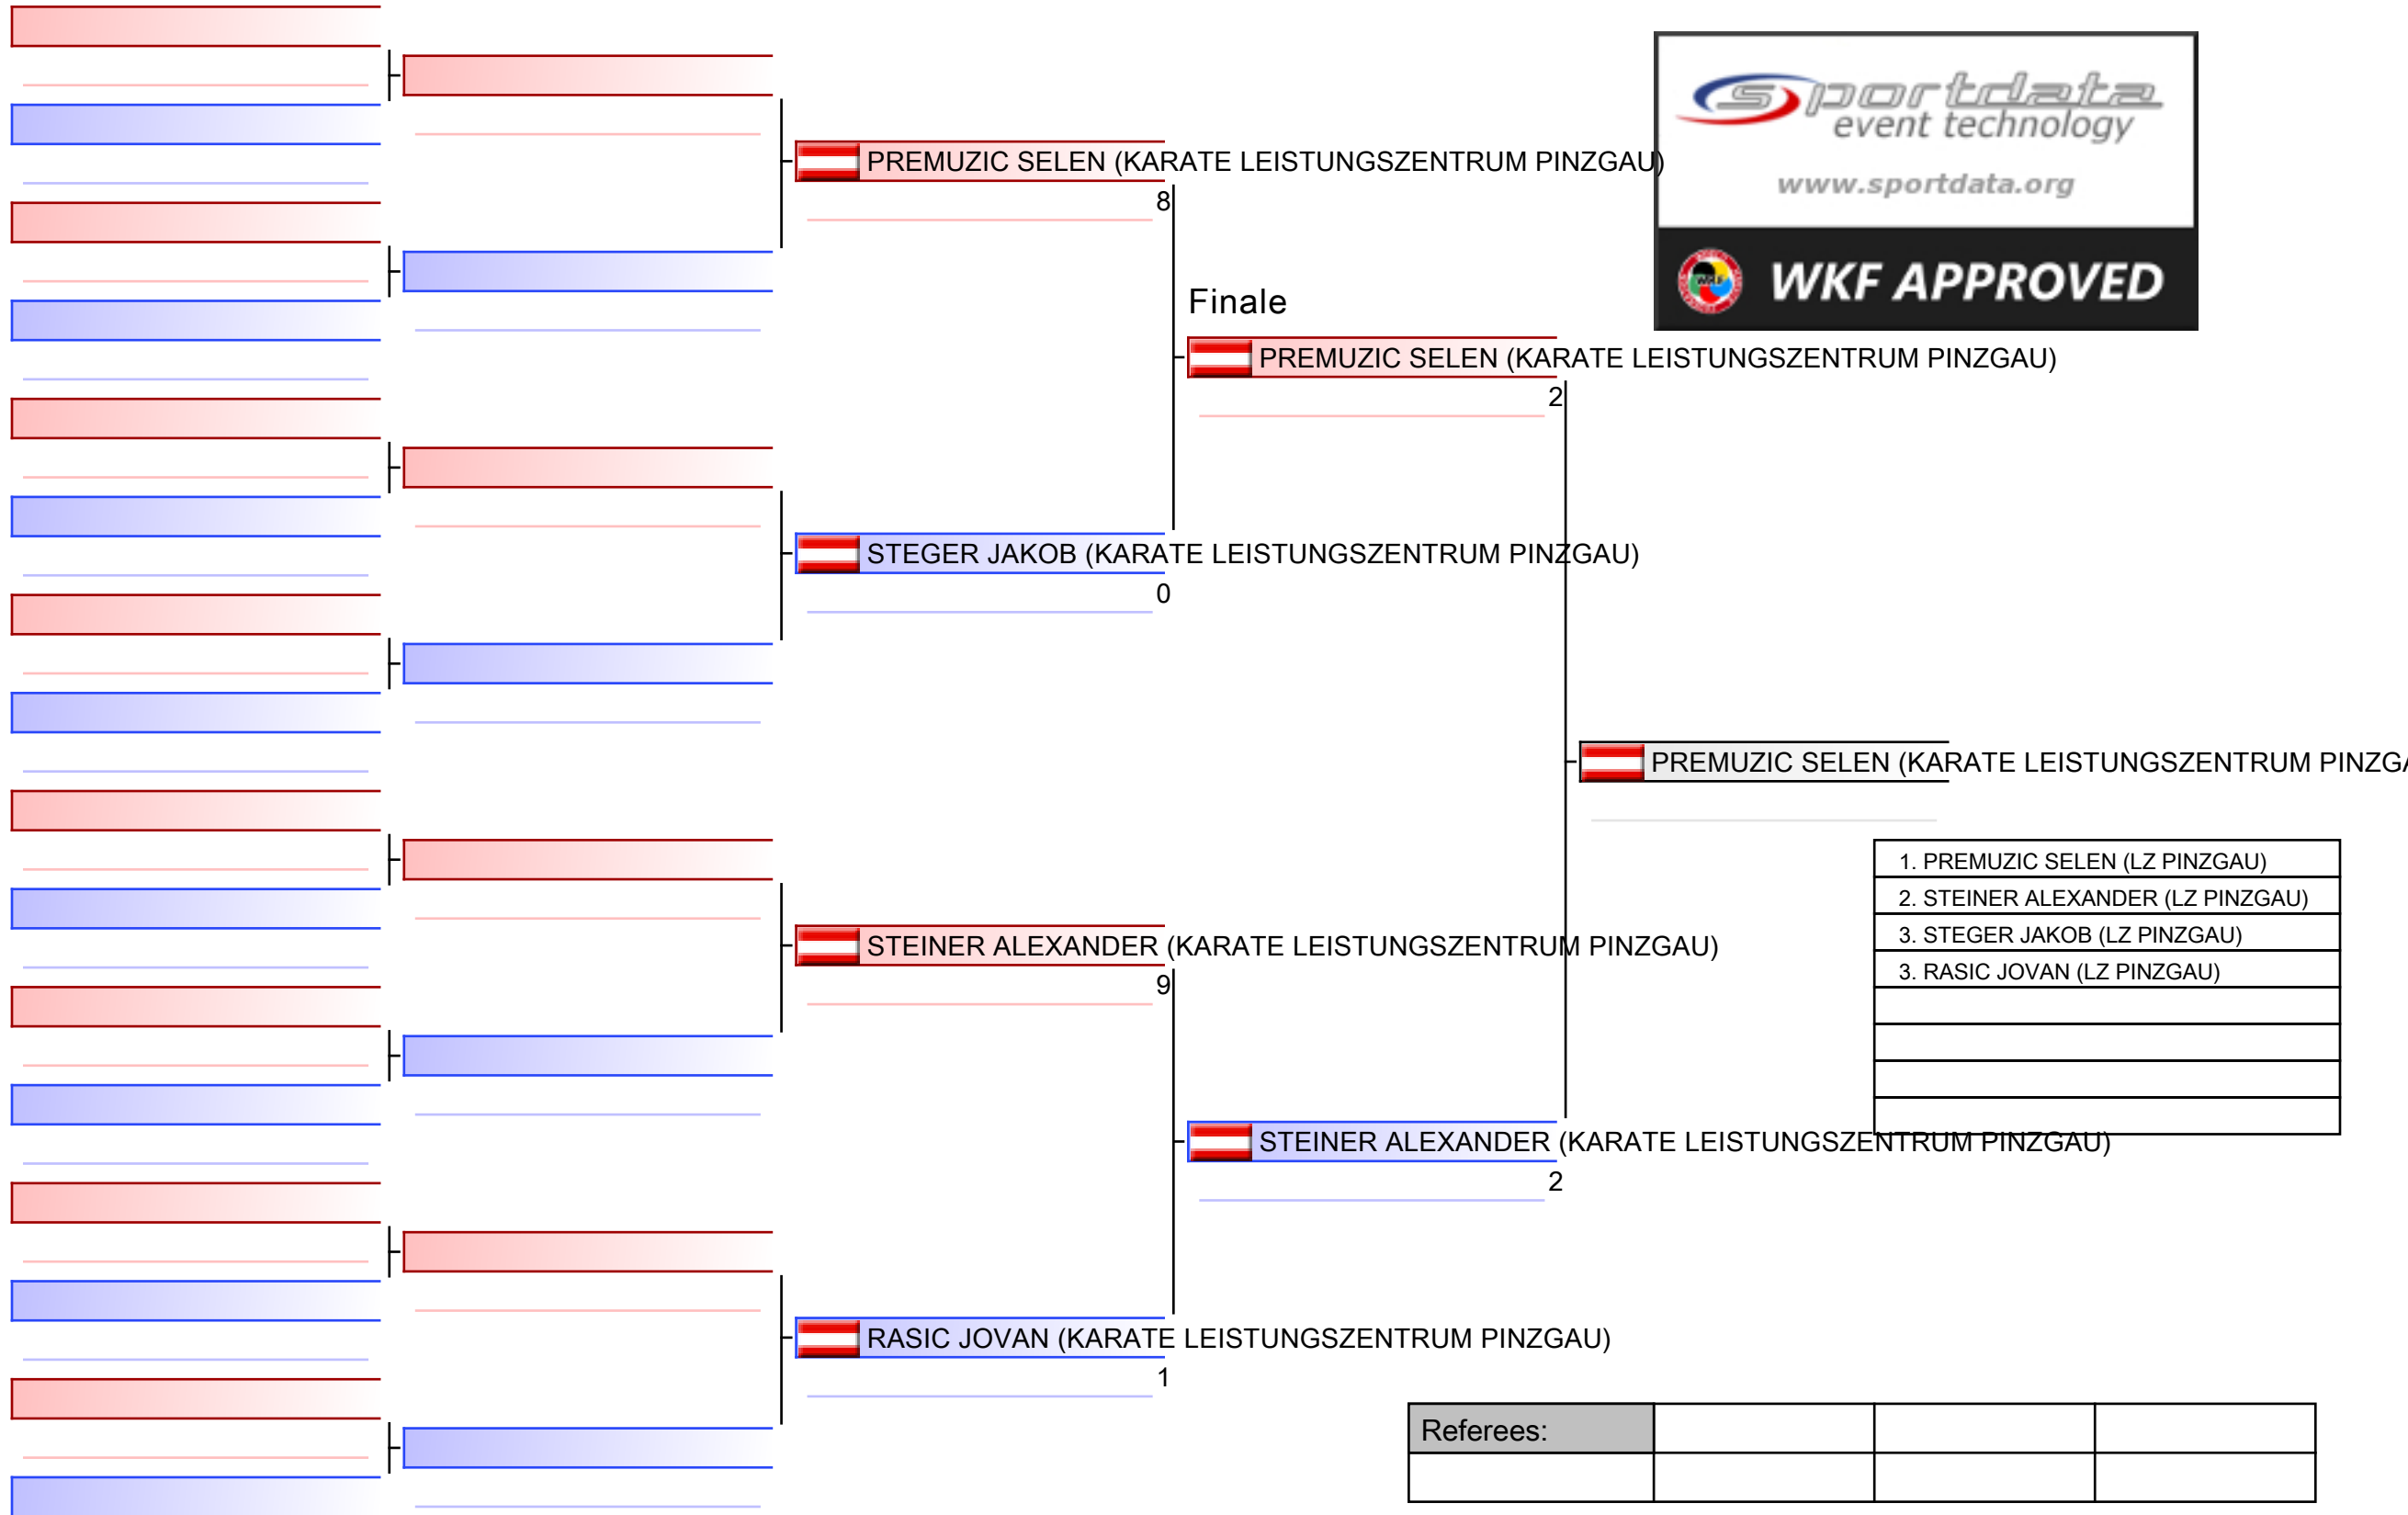 sportdata
event technology
www.sportdata.org
WKF APPROVED
PREMUZIC SELEN (KARATE LEISTUNGSZENTRUM PINZGAU)
8
Finale
PREMUZIC SELEN (KARATE LEISTUNGSZENTRUM PINZGAU)
2
STEGER JAKOB (KARATE LEISTUNGSZENTRUM PINZGAU)
0
PREMUZIC SELEN (KARATE LEISTUNGSZENTRUM PINZGA
1. PREMUZIC SELEN (LZ PINZGAU)
2. STEINER ALEXANDER (LZ PINZGAU)
3. STEGER JAKOB (LZ PINZGAU)
3. RASIC JOVAN (LZ PINZGAU)
STEINER ALEXANDER (KARATE LEISTUNGSZENTRUM PINZGAU)
9
STEINER ALEXANDER (KARATE LEISTUNGSZENTRUM PINZGAU)
2
RASIC JOVAN (KARATE LEISTUNGSZENTRUM PINZGAU)
1
Referees: